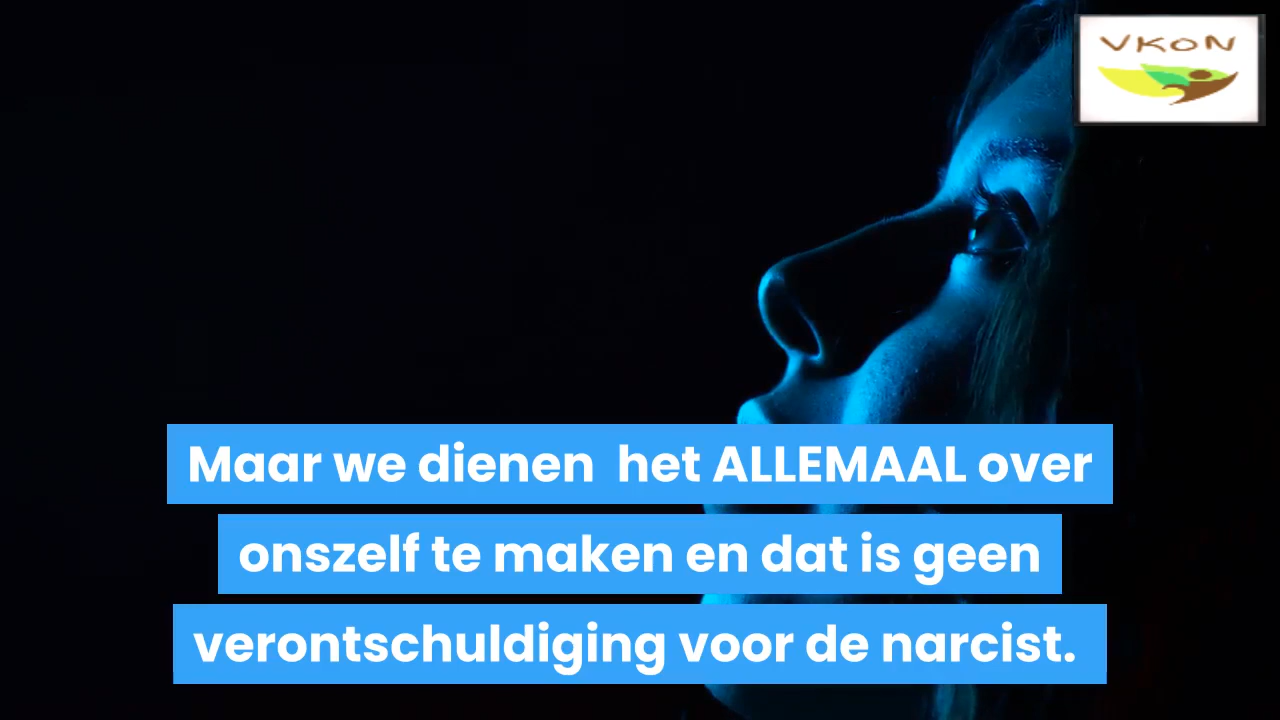 VKON
Maar we dienen het ALLEMAAL over
onszelf te maken en dat is geen
verontschuldiging voor de narcist.